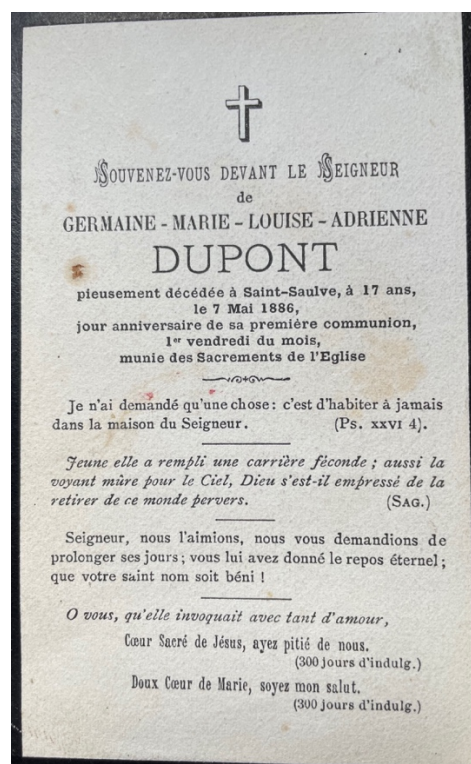 SOUVENEZ-VOUS DEVANT LE SEIGNEUR
de
GERMAINE - MARIE - LOUISE - ADRIENNE
DUPONT
pieusement décédée à Saint-Saulve, à 17 ans,
le 7 Mai 1886,
jour anniversaire de sa première communion,
1er vendredi du mois,
munie des Sacrements de l'Eglise
Je n'ai demandé qu'une chose : c'est d'habiter à jamais
dans la maison du Seigneur. (Ps. XXVI 4).
Jeune elle a rempli une carrière féconde ; aussi la
voyant mûre pour le Ciel, Dieu s'est-il empressé de la
retirer de ce monde pervers. (SAG.)
Seigneur, nous l'aimions, nous vous demandions de
prolonger ses jours ; vous lui avez donné le repos éternel ;
que votre saint nom soit béni !
O vous, qu'elle invoquait avec tant d'amour,
Cœur Sacré de Jésus, ayez pitié de nous.
(300 jours d'indulg.)
Doux Cœur de Marie, soyez mon salut.
(300 jours d'indulg.)